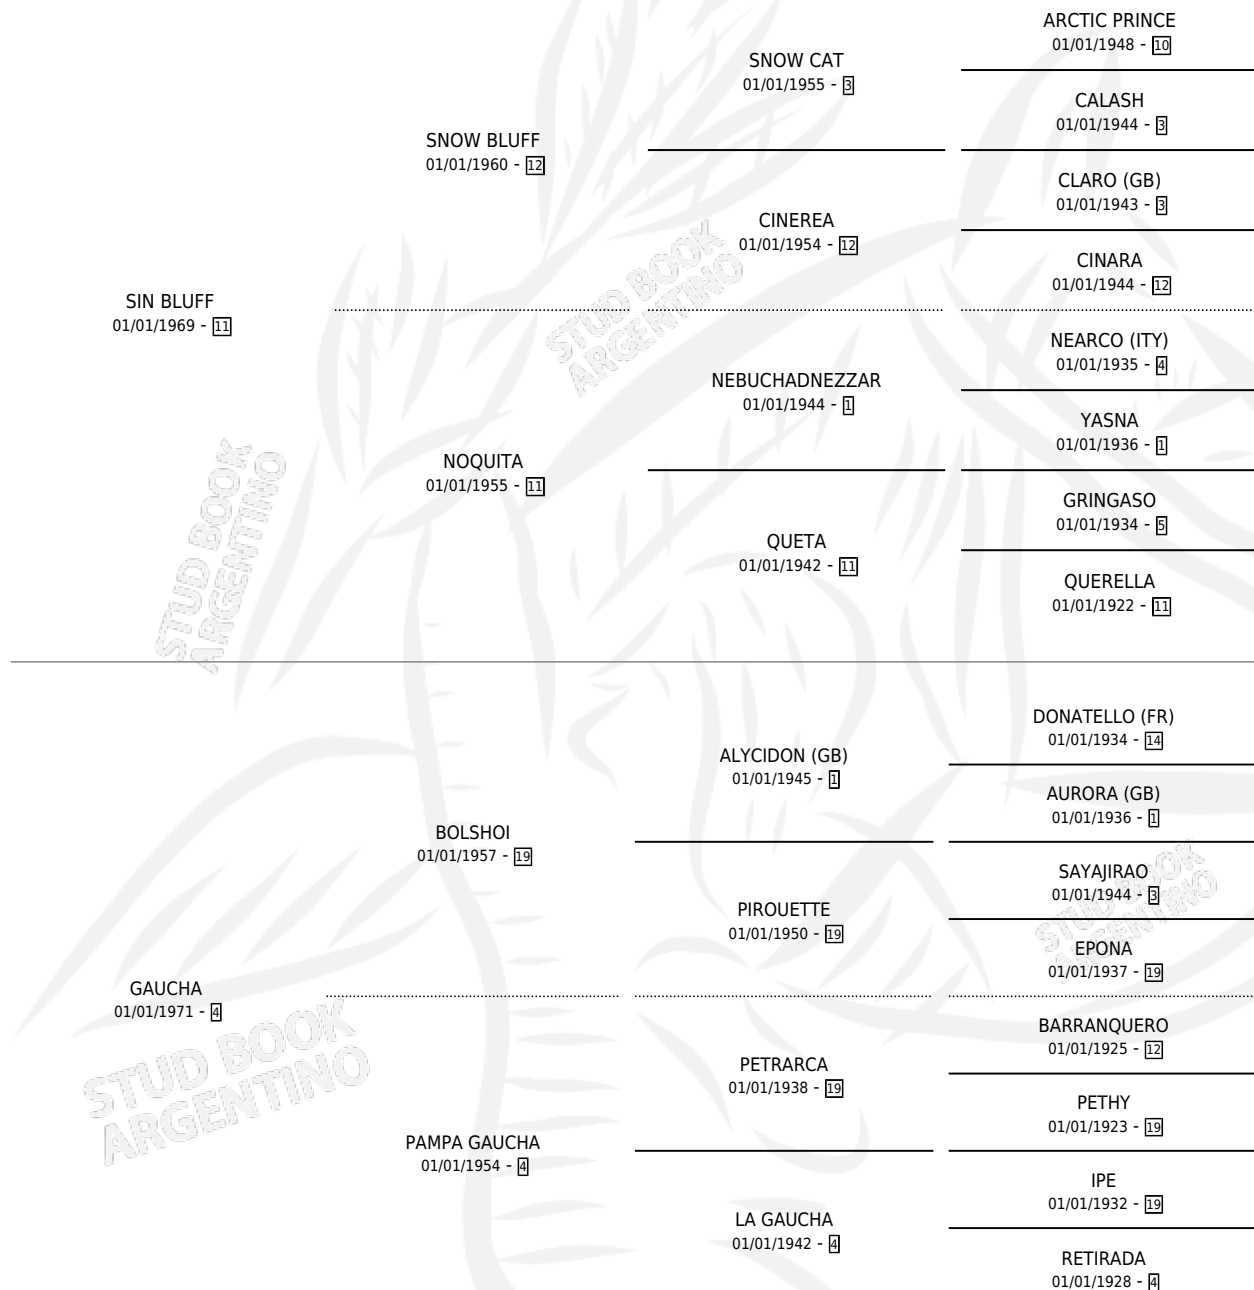 ARCTIC PRINCE
01/01/1948 - 10
SNOW CAT
01/01/1955 - 3
CALASH
01/01/1944 - 3
SNOW BLUFF
01/01/1960 - 12
CLARO (GB)
01/01/1943 - 3
CINEREA
01/01/1954 - 12
CINARA
01/01/1944 - 12
SIN BLUFF
01/01/1969 - 11
STUD BOOK
ARGENTINO
NEARCO (ITY)
01/01/1935 - 4
NEBUCHADNEZZAR
01/01/1944 - 1
YASNA
01/01/1936 - 1
NOQUITA
01/01/1955 - 11
GRINGASO
01/01/1934 - 5
QUETA
01/01/1942 - 11
QUERELLA
01/01/1922 - 11
STUD BOOK
ARGENTINO
DONATELLO (FR)
01/01/1934 - 14
ALYCIDON (GB)
01/01/1945 - 1
AURORA (GB)
01/01/1936 - 1
BOLSHOI
01/01/1957 - 19
SAYAJIRAO
01/01/1944 - 3
PIROUETTE
01/01/1950 - 19
STUD BOOK
ARGENTINO
EPONA
01/01/1937 - 19
GAUCHA
01/01/1971 - 4
BARRANQUERO
01/01/1925 - 12
PETRARCA
01/01/1938 - 19
STUD BOOK
ARGENTINO
PETHY
01/01/1923 - 19
PAMPA GAUCHA
01/01/1954 - 4
IPE
01/01/1932 - 19
LA GAUCHA
01/01/1942 - 4
RETIRADA
01/01/1928 - 4